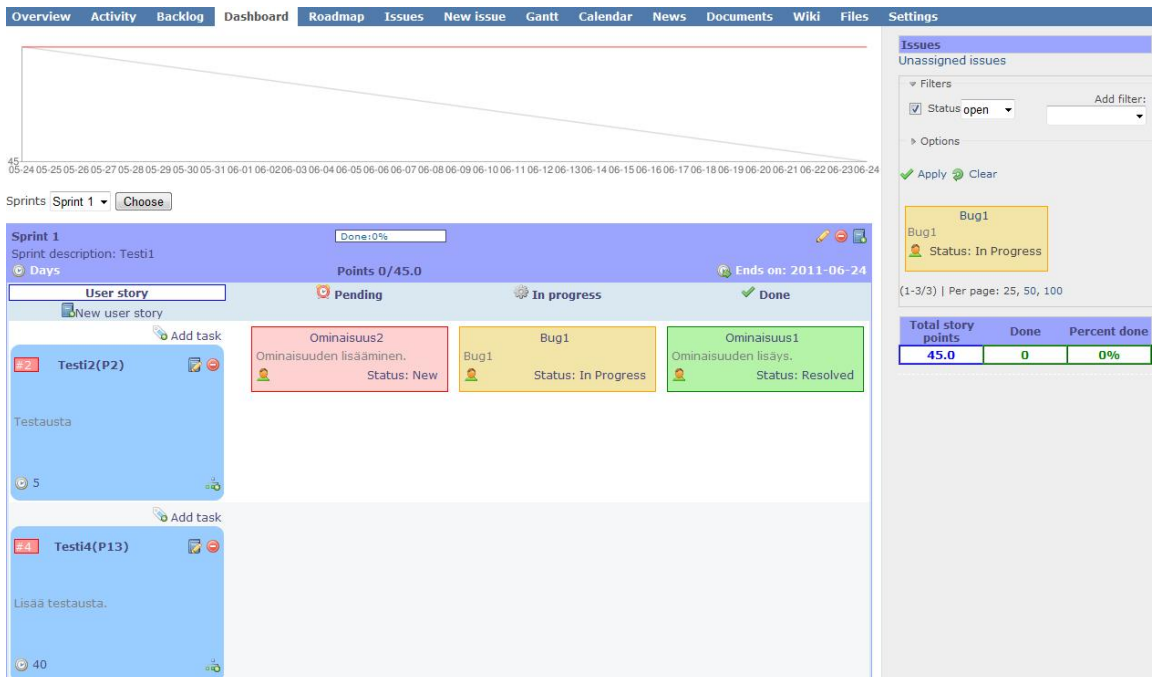 Overview Activity Backlog Dashboard Roadmap Issues New issue Gantt Calendar News Documents Wiki Files Settings
45
05-24 05-25 05-26 05-27 05-28 05-29 05-30 05-31 06-01 06-02 06-03 06-04 06-05 06-06 06-07 06-08 06-09 06-10 06-11 06-12 06-13 06-14 06-15 06-16 06-17 06-18 06-19 06-20 06-21 06-22 06-23 06-24
Sprints Sprint 1 Choose
Sprint 1 Done:0%
Sprint description: Testi1
Days Points 0/45.0 Ends on: 2011-06-24
User story Pending In progress Done
New user story
Add task
#2 Testi2(P2)
Testausta
5
Ominaisuus2
Ominaisuuden lisääminen.
Status: New
Bug1
Bug1
Status: In Progress
Ominaisuus1
Ominaisuuden lisäys.
Status: Resolved
Add task
#4 Testi4(P13)
Lisää testausta.
40
Issues
Unassigned issues
Filters
Add filter:
Status open
Options
Apply Clear
Bug1
Bug1
Status: In Progress
(1-3/3) | Per page: 25, 50, 100
Total story points Done Percent done
45.0 0 0%